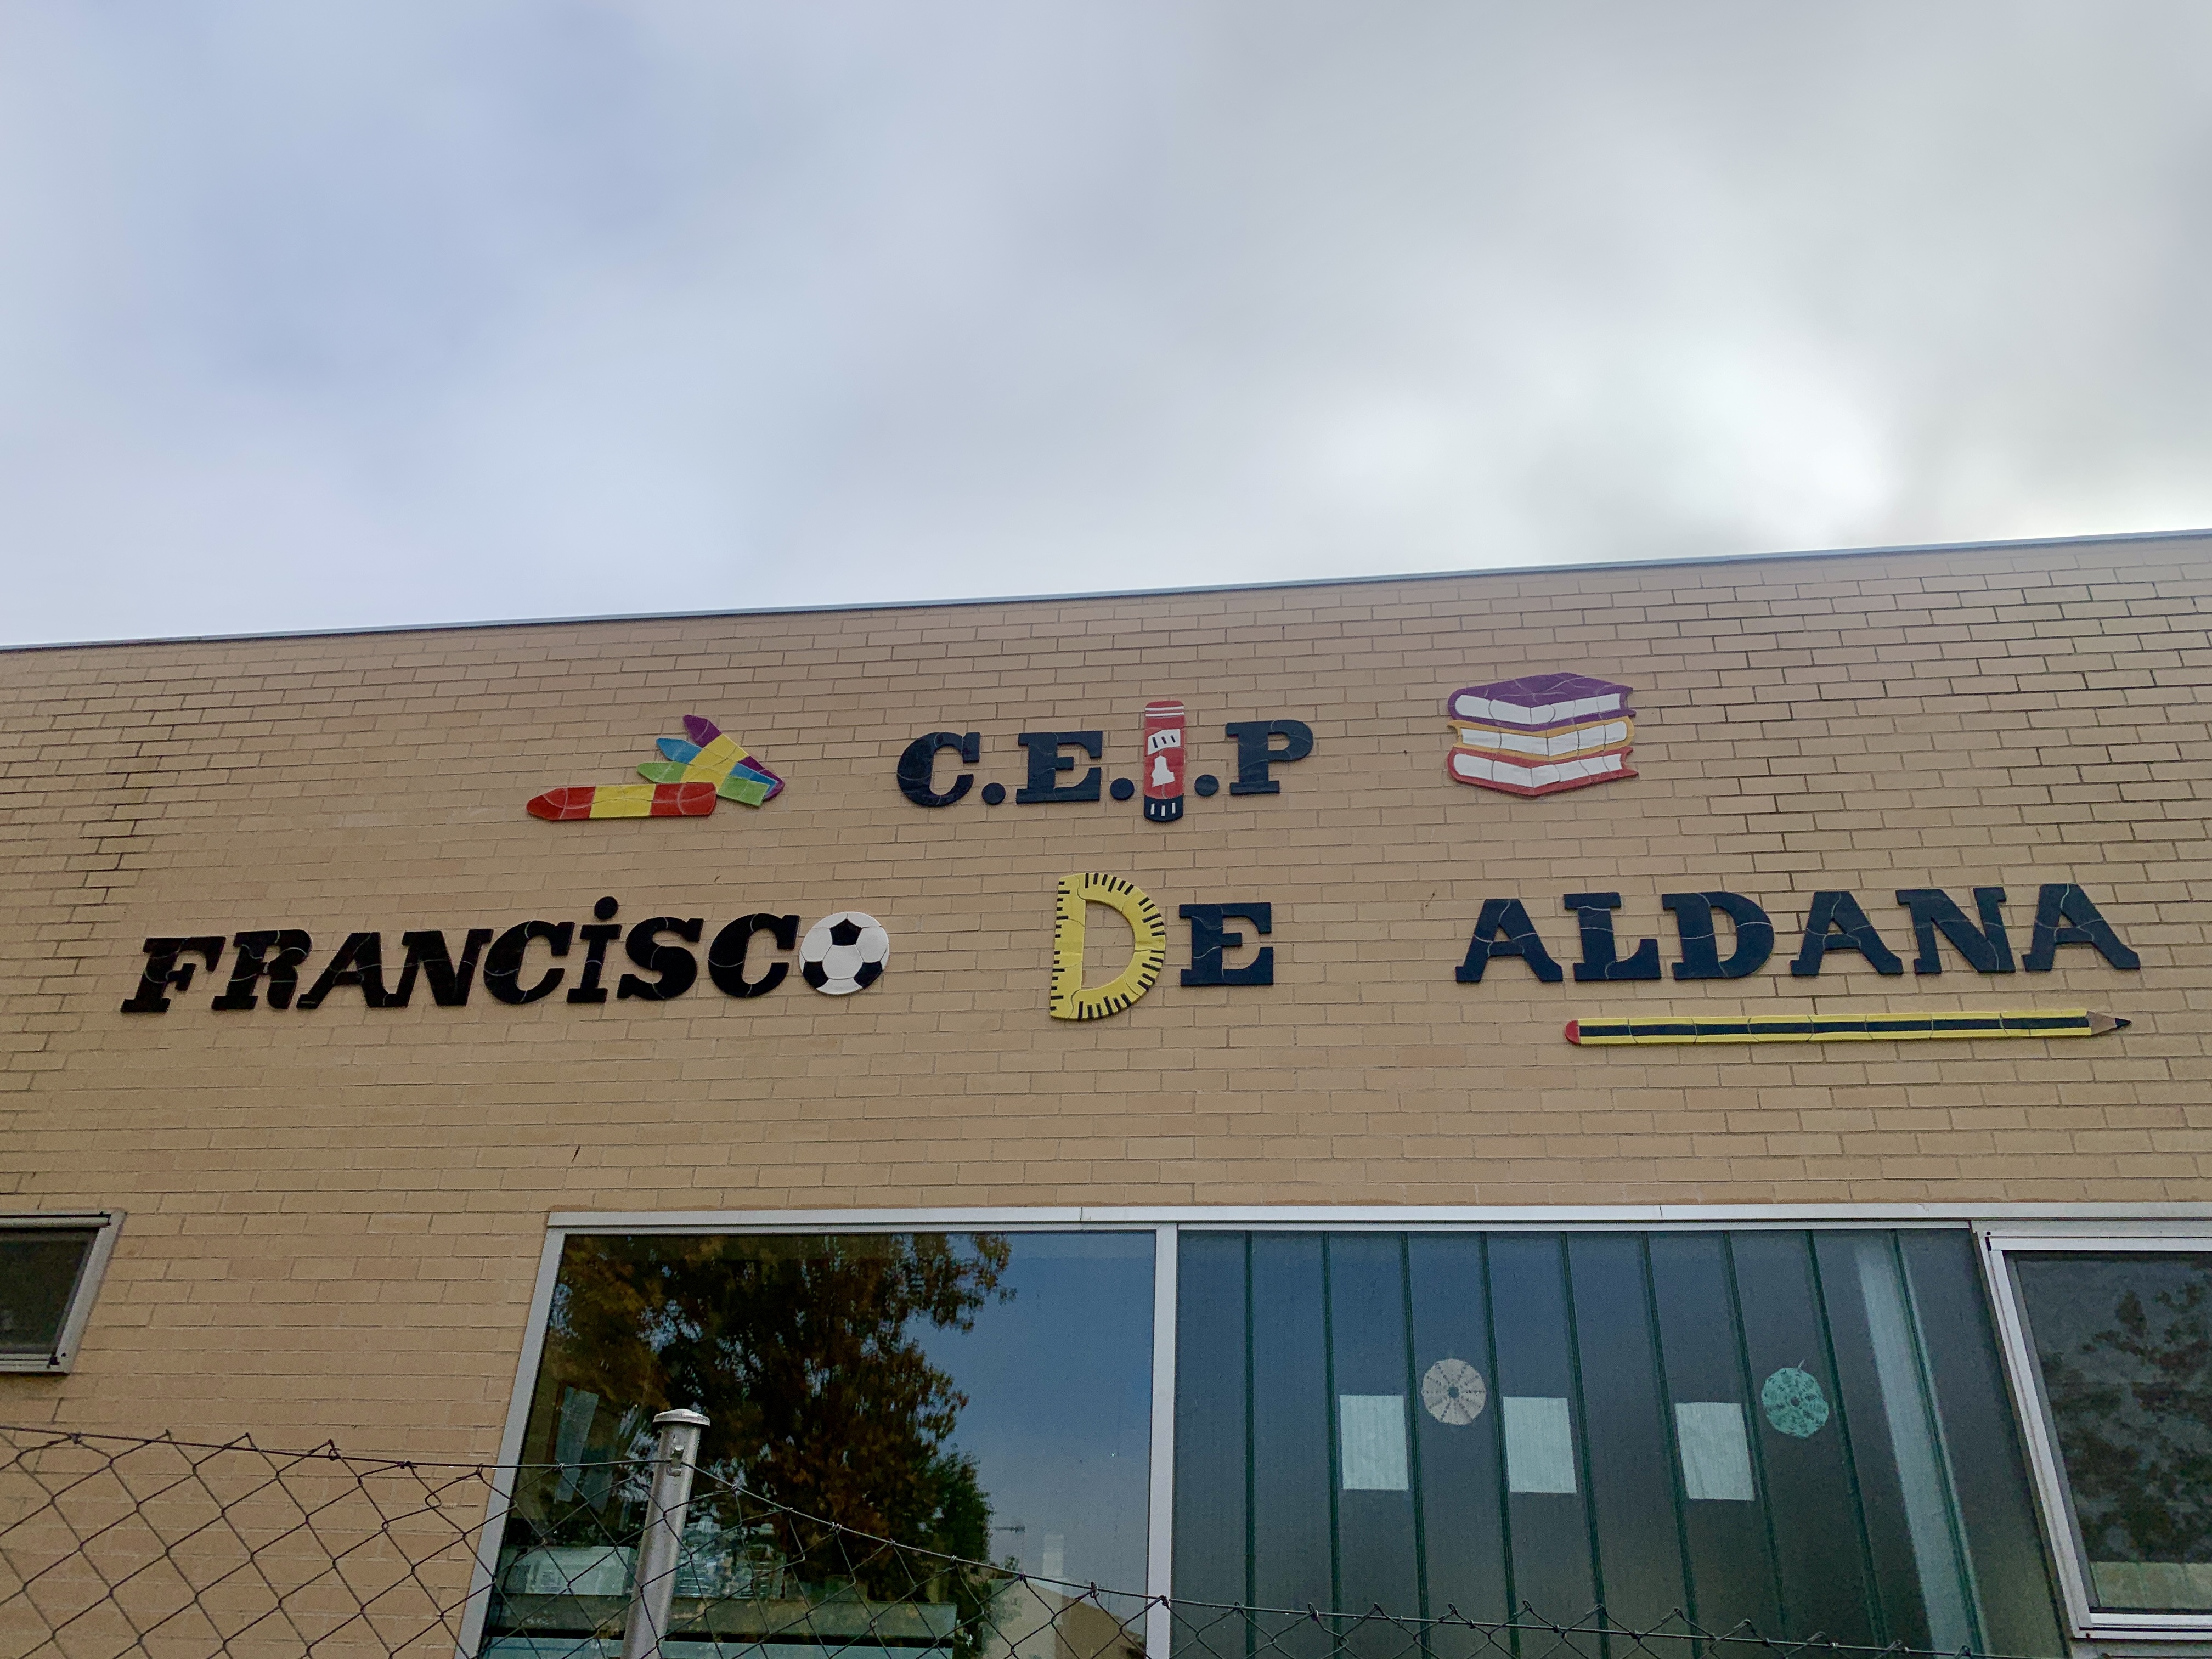 C.E.I.P
FRANCiSCO DE ALDANA